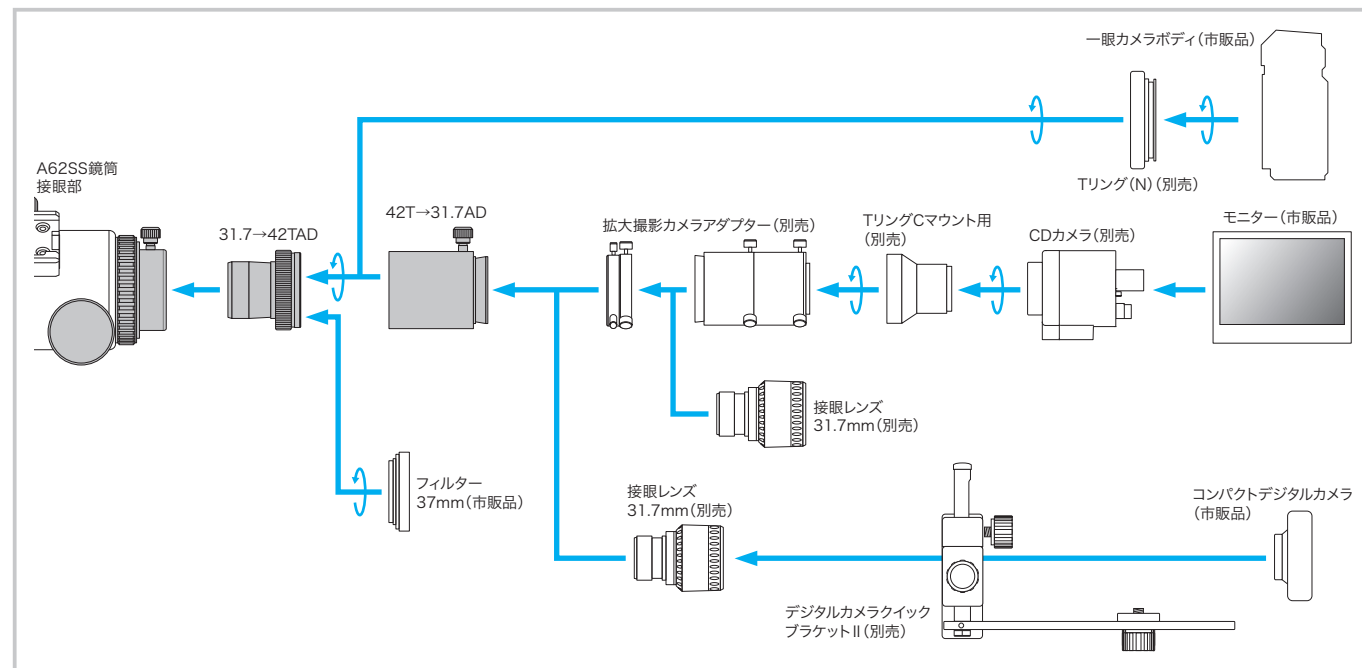 一眼カメラボディ(市販品)
Tリング(N)(別売)
A62SS鏡筒
接眼部
31.7→42TAD
42T→31.7AD
拡大撮影カメラアダプター(別売)
TリングCマウント用
(別売)
CDカメラ(別売)
モニター(市販品)
接眼レンズ
31.7mm(別売)
フィルター
37mm(市販品)
接眼レンズ
31.7mm(別売)
コンパクトデジタルカメラ
(市販品)
デジタルカメラクイック
ブラケットⅡ(別売)